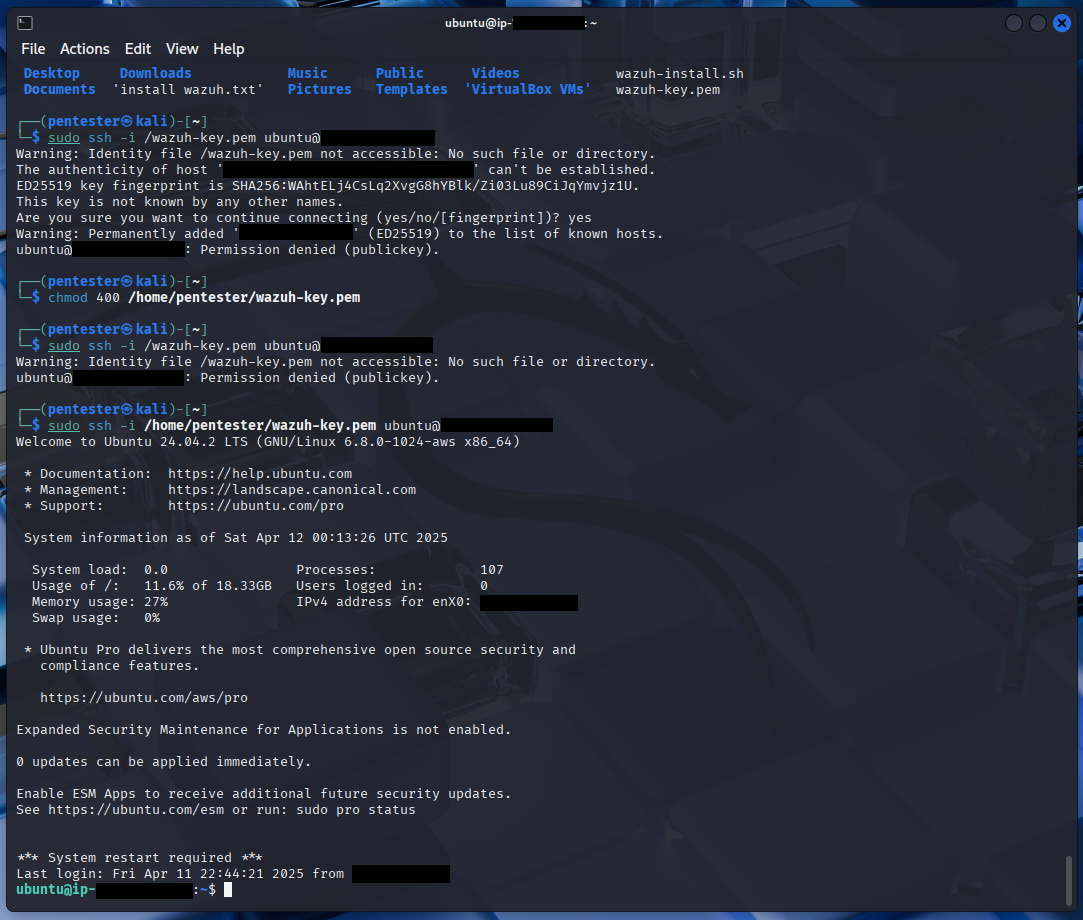 ubuntu@ip- : ~
File Actions Edit View Help
Desktop Downloads Music Public Videos wazuh-install.sh
Documents 'install wazuh.txt' Pictures Templates 'VirtualBox VMs' wazuh-key.pem
┌──(pentester㉿kali)-[~]
└─$ sudo ssh -i /wazuh-key.pem ubuntu@
Warning: Identity file /wazuh-key.pem not accessible: No such file or directory.
The authenticity of host ' ' can't be established.
ED25519 key fingerprint is SHA256:WAhtELj4CsLq2XvgG8hYBlk/Zi03Lu89CiJqYmvjz1U.
This key is not known by any other names.
Are you sure you want to continue connecting (yes/no/[fingerprint])? yes
Warning: Permanently added ' ' (ED25519) to the list of known hosts.
ubuntu@ : Permission denied (publickey).
┌──(pentester㉿kali)-[~]
└─$ chmod 400 /home/pentester/wazuh-key.pem
┌──(pentester㉿kali)-[~]
└─$ sudo ssh -i /wazuh-key.pem ubuntu@
Warning: Identity file /wazuh-key.pem not accessible: No such file or directory.
ubuntu@ : Permission denied (publickey).
┌──(pentester㉿kali)-[~]
└─$ sudo ssh -i /home/pentester/wazuh-key.pem ubuntu@
Welcome to Ubuntu 24.04.2 LTS (GNU/Linux 6.8.0-1024-aws x86_64)
* Documentation: https://help.ubuntu.com
* Management: https://landscape.canonical.com
* Support: https://ubuntu.com/pro
System information as of Sat Apr 12 00:13:26 UTC 2025
System load: 0.0 Processes: 107
Usage of /: 11.6% of 18.33GB Users logged in: 0
Memory usage: 27% IPv4 address for enX0:
Swap usage: 0%
* Ubuntu Pro delivers the most comprehensive open source security and
compliance features.
https://ubuntu.com/aws/pro
Expanded Security Maintenance for Applications is not enabled.
0 updates can be applied immediately.
Enable ESM Apps to receive additional future security updates.
See https://ubuntu.com/esm or run: sudo pro status
*** System restart required ***
Last login: Fri Apr 11 22:44:21 2025 from
ubuntu@ip- :~$